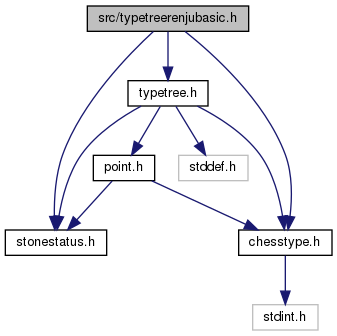 src/typetreerenjubasic.h
typetree.h
point.h
stddef.h
stonestatus.h
chesstype.h
stdint.h